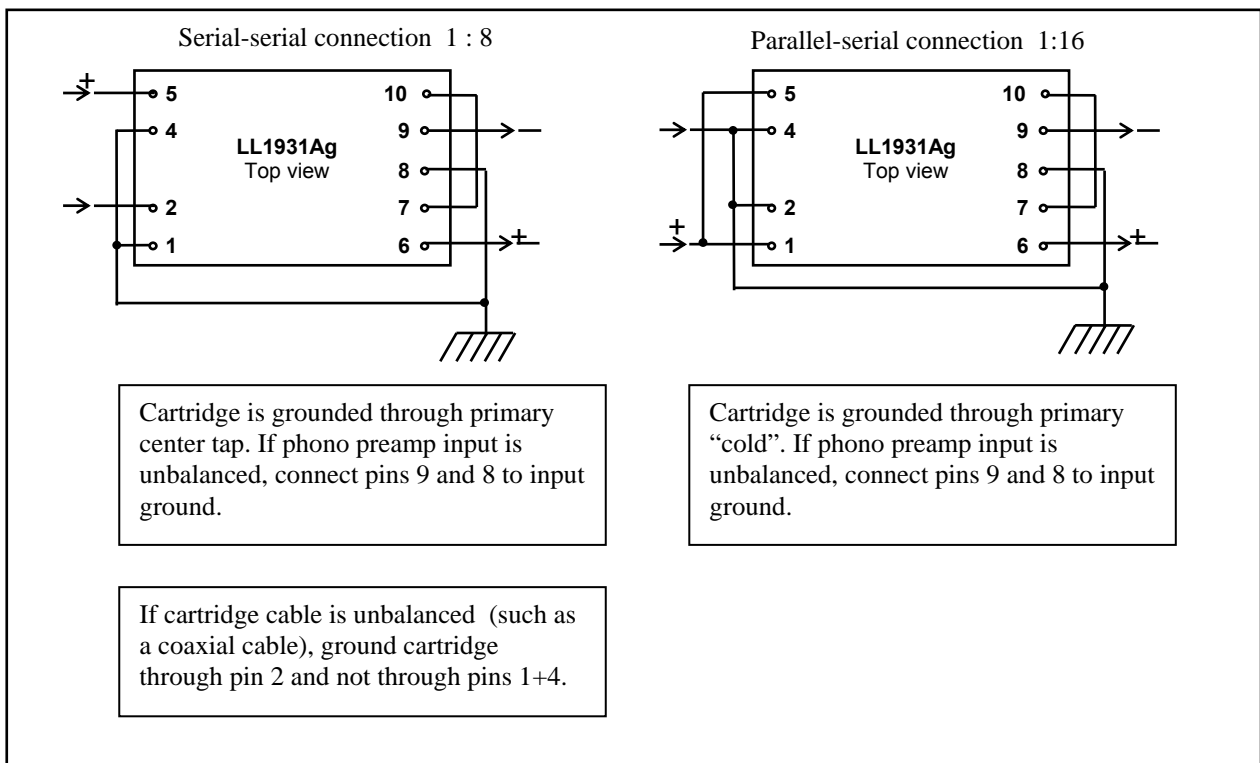 Serial-serial connection  1 : 8
+
5
4
2
1
LL1931Ag
Top view
10
9
8
7
6
+
Cartridge is grounded through primary
center tap. If phono preamp input is
unbalanced, connect pins 9 and 8 to input
ground.
If cartridge cable is unbalanced  (such as
a coaxial cable), ground cartridge
through pin 2 and not through pins 1+4.
Parallel-serial connection  1:16
5
4
2
+
1
LL1931Ag
Top view
10
9
8
7
6
+
Cartridge is grounded through primary
“cold”. If phono preamp input is
unbalanced, connect pins 9 and 8 to input
ground.